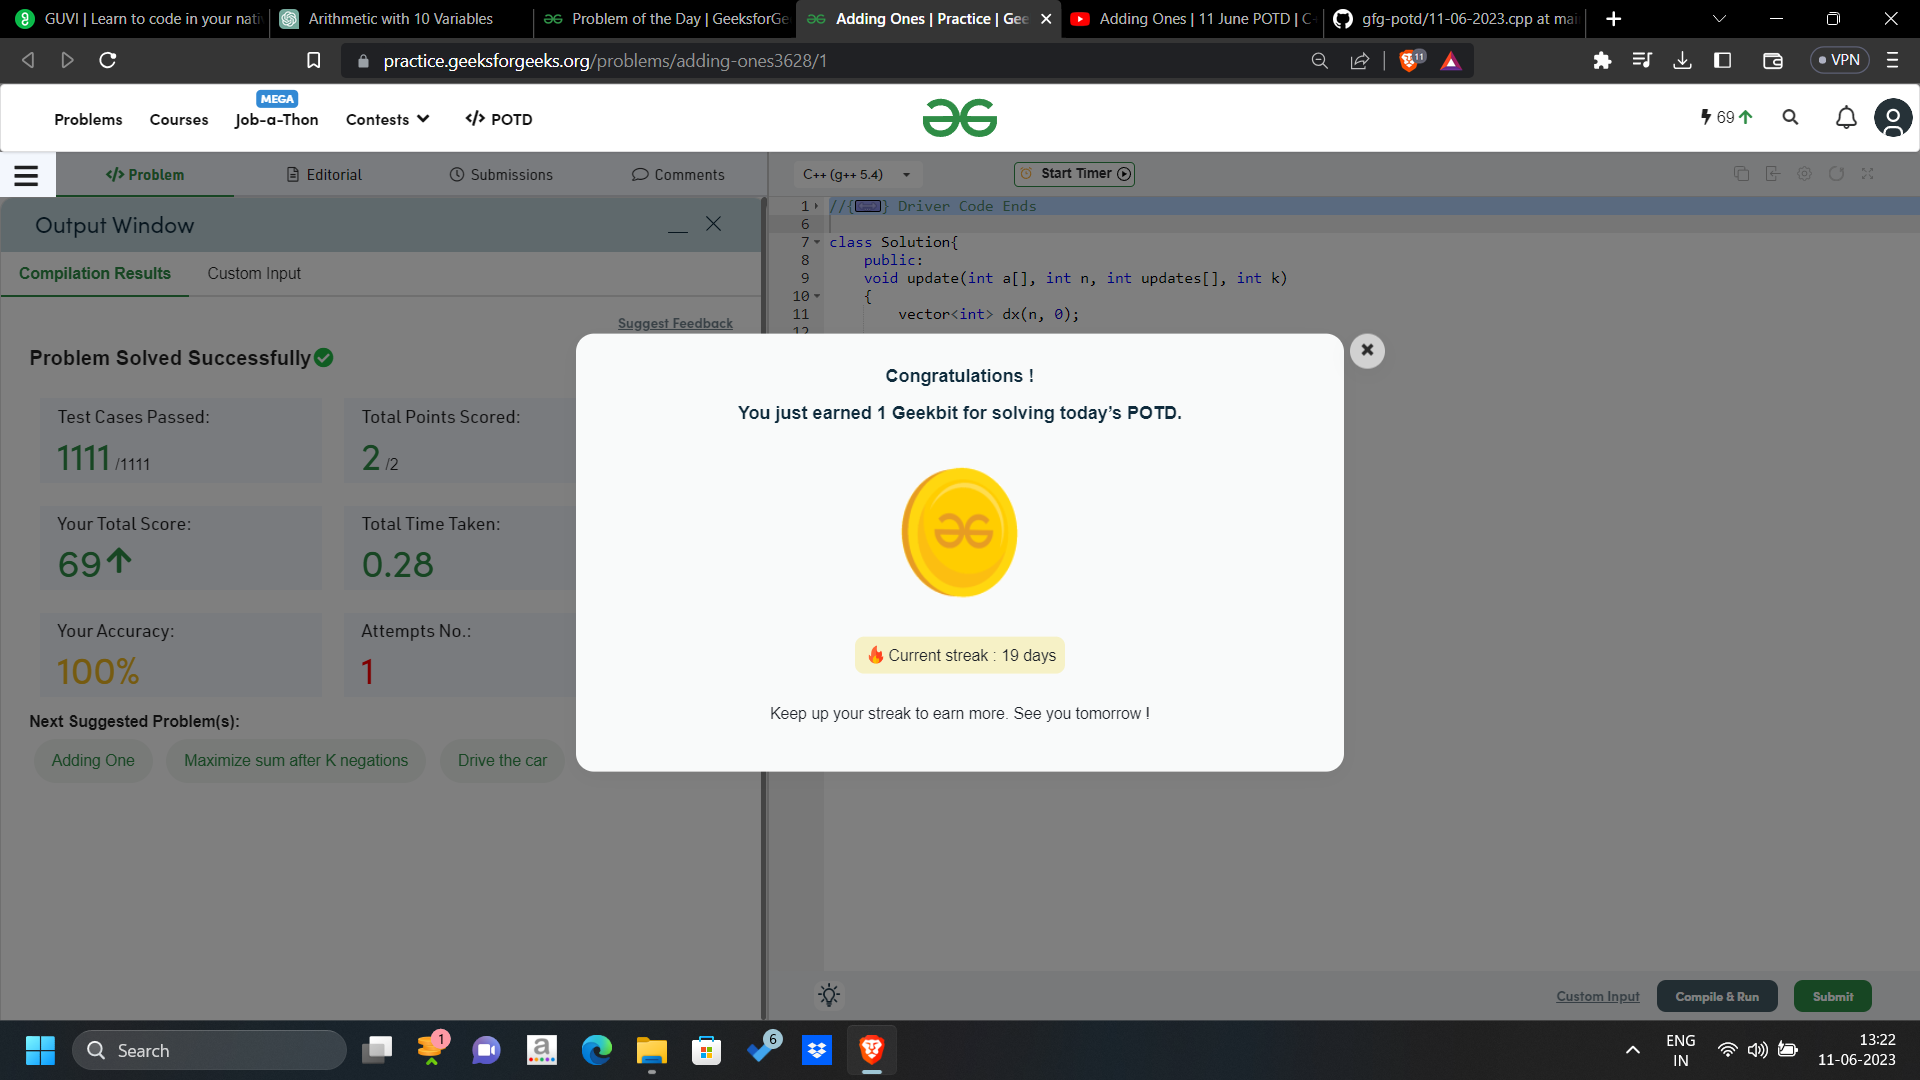 GUVI | Learn to code in your nati
Arithmetic with 10 Variables
Problem of the Day | GeeksforGe
Adding Ones | Practice | Gee
Adding Ones | 11 June POTD | C
gfg-potd/11-06-2023.cpp at mai
practice.geeksforgeeks.org/problems/adding-ones3628/1
11
VPN
MEGA
Problems
Courses
Job-a-Thon
Contests
</> POTD
69
</> Problem
Editorial
Submissions
Comments
C++ (g++ 5.4)
Start Timer
Output Window
Compilation Results
Custom Input
Suggest Feedback
Problem Solved Successfully
Test Cases Passed:
1111 /1111
Total Points Scored:
2 /2
Your Total Score:
69
Total Time Taken:
0.28
Your Accuracy:
100%
Attempts No.:
1
Next Suggested Problem(s):
Adding One
Maximize sum after K negations
Drive the car
1 //{ } Driver Code Ends
6
7 class Solution{
8 public:
9 void update(int a[], int n, int updates[], int k)
10 {
11 vector<int> dx(n, 0);
12
Congratulations !
You just earned 1 Geekbit for solving today’s POTD.
Current streak : 19 days
Keep up your streak to earn more. See you tomorrow !
Custom Input
Compile & Run
Submit
Search
1
a
6
ENG
IN
13:22
11-06-2023